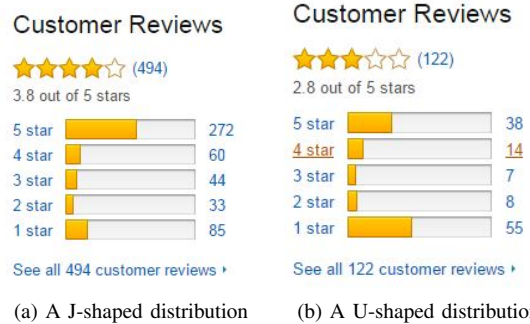 Customer Reviews
(494)
3.8 out of 5 stars
5 star 272
4 star 60
3 star 44
2 star 33
1 star 85
See all 494 customer reviews
(a) A J-shaped distribution
Customer Reviews
(122)
2.8 out of 5 stars
5 star 38
4 star 14
3 star 7
2 star 8
1 star 55
See all 122 customer reviews
(b) A U-shaped distributio